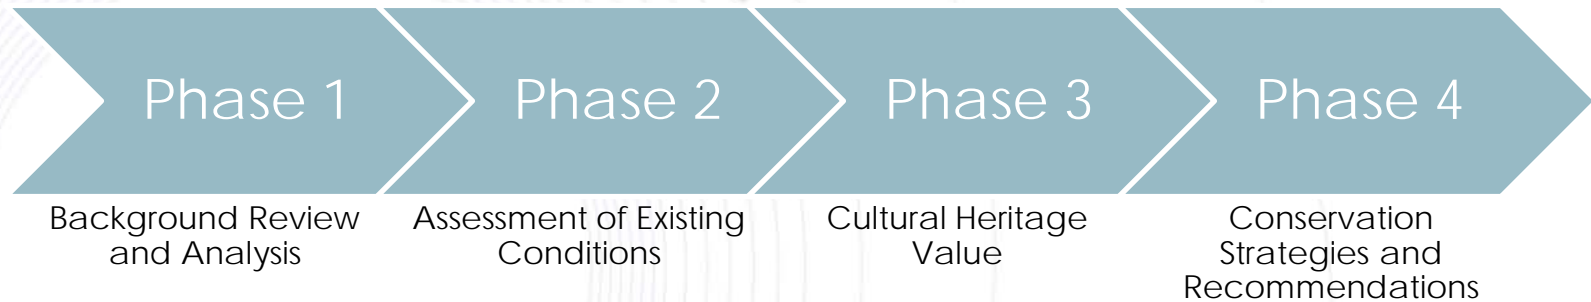 Phase 1
Phase 2
Phase 3
Phase 4
Background Review
and Analysis
Assessment of Existing
Conditions
Cultural Heritage
Value
Conservation
Strategies and
Recommendations